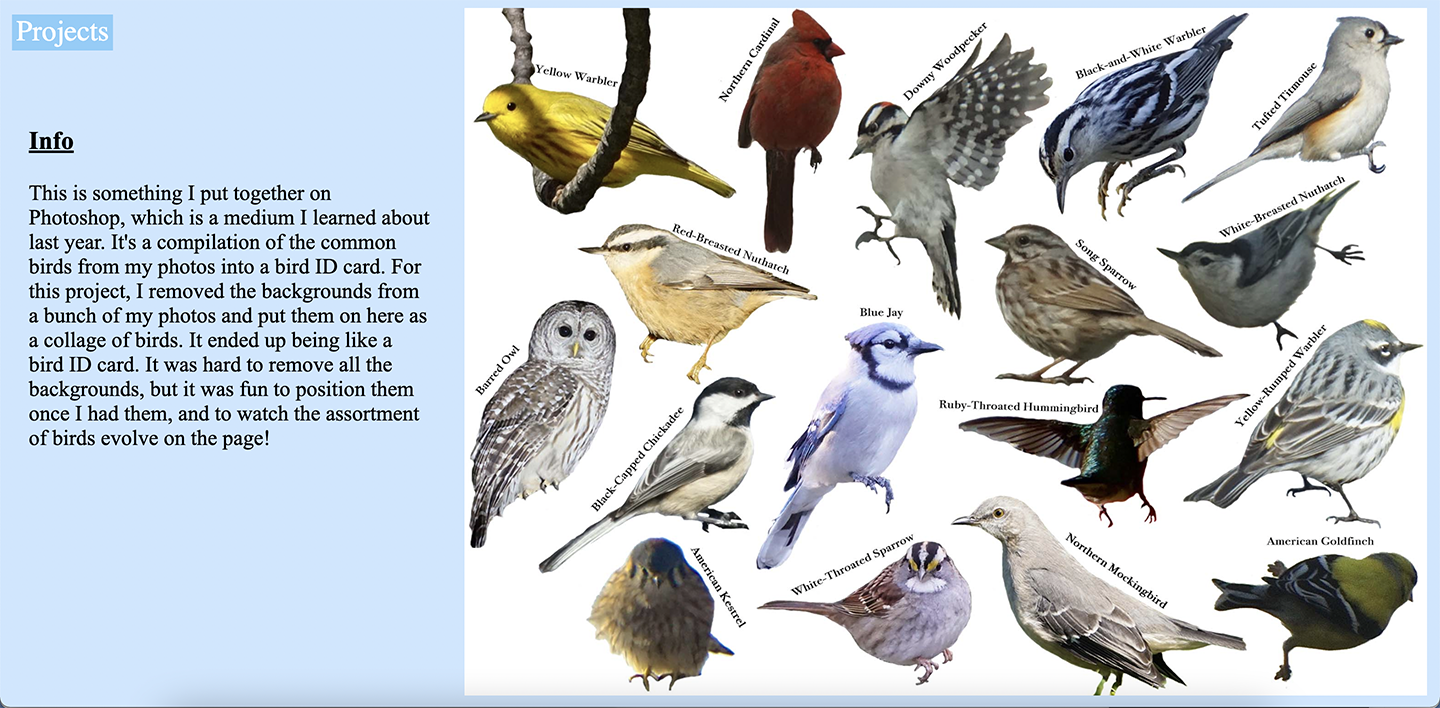 Projects
Info
This is something I put together on
Photoshop, which is a medium I learned about
last year. It's a compilation of the common
birds from my photos into a bird ID card. For
this project, I removed the backgrounds from
a bunch of my photos and put them on here as
a collage of birds. It ended up being like a
bird ID card. It was hard to remove all the
backgrounds, but it was fun to position them
once I had them, and to watch the assortment
of birds evolve on the page!
Yellow Warbler
Northern Cardinal
Downy Woodpecker
Black-and-White Warbler
Tufted Titmouse
Red-Breasted Nuthatch
Song Sparrow
White-Breasted Nuthatch
Barred Owl
Blue Jay
Black-Capped Chickadee
Ruby-Throated Hummingbird
Yellow-Rumped Warbler
American Kestrel
White-Throated Sparrow
Northern Mockingbird
American Goldfinch